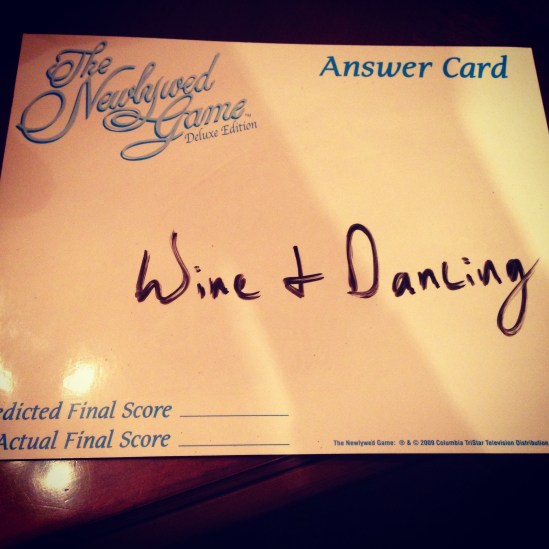 The
Newlywed
Game™
Deluxe Edition
Answer Card
Wine + Dancing
edicted Final Score
Actual Final Score
The Newlywed Game: ® & © 2009 Columbia TriStar Television Distribution